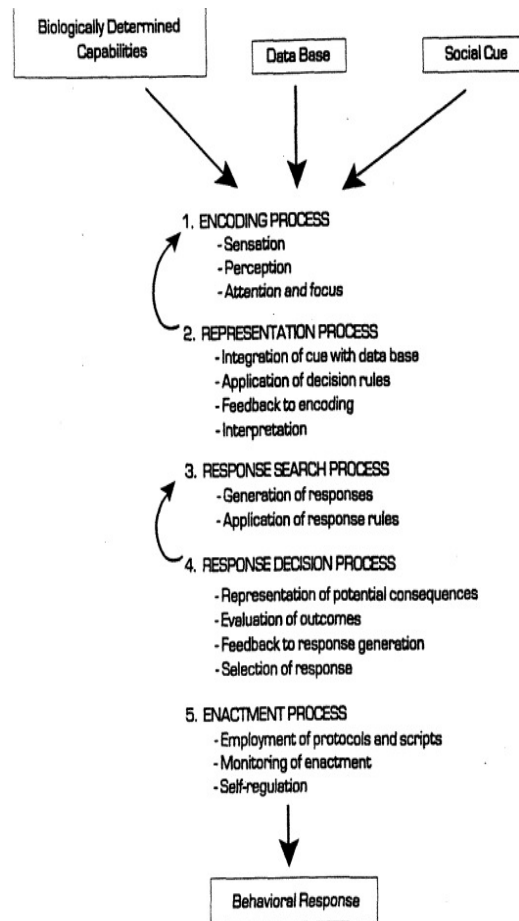 Biologically Determined
Capabilities
Data Base
Social Cue
1. ENCODING PROCESS
- Sensation
- Perception
- Attention and focus
2. REPRESENTATION PROCESS
- Integration of cue with data base
- Application of decision rules
- Feedback to encoding
- Interpretation
3. RESPONSE SEARCH PROCESS
- Generation of responses
- Application of response rules
4. RESPONSE DECISION PROCESS
- Representation of potential consequences
- Evaluation of outcomes
- Feedback to response generation
- Selection of response
5. ENACTMENT PROCESS
- Employment of protocols and scripts
- Monitoring of enactment
- Self-regulation
Behavioral Response